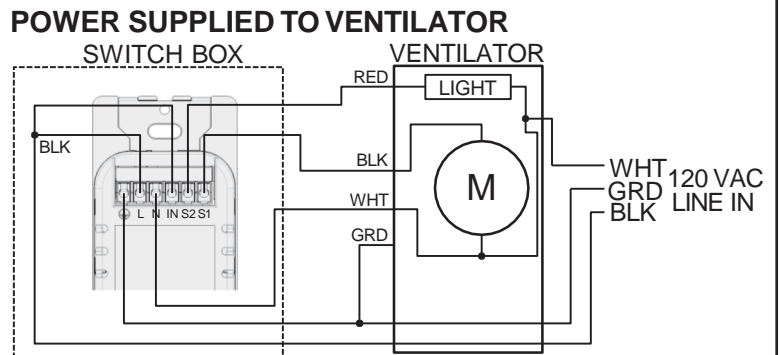 POWER SUPPLIED TO VENTILATOR
SWITCH BOX
VENTILATOR
RED
LIGHT
BLK
BLK
M
WHT
GRD
L N IN S2 S1
WHT
GRD
BLK
120 VAC
LINE IN